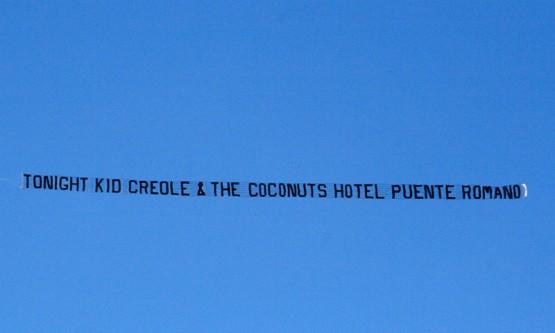 TONIGHT KID CREOLE & THE COCONUTS HOTEL PUENTE ROMANO